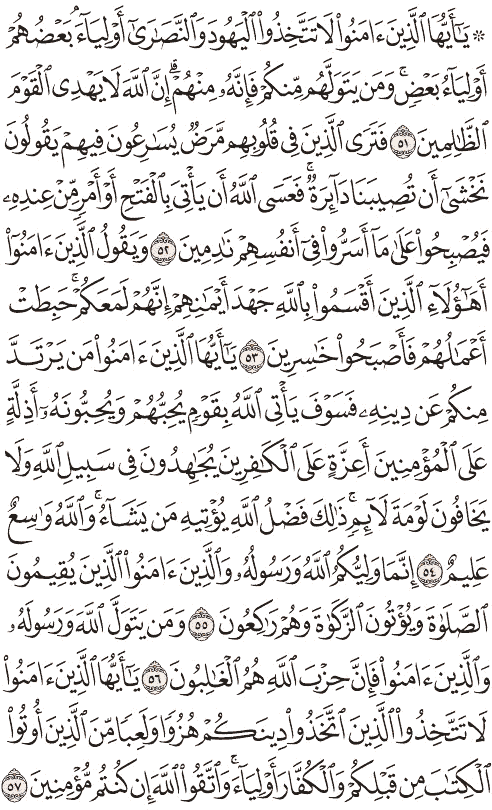 ۞ يَٰٓأَيُّهَا ٱلَّذِينَ ءَامَنُواْ لَا تَتَّخِذُواْ ٱلۡيَهُودَ وَٱلنَّصَٰرَىٰٓ أَوۡلِيَآءَۘ بَعۡضُهُمۡ
أَوۡلِيَآءُ بَعۡضٖۚ وَمَن يَتَوَلَّهُم مِّنكُمۡ فَإِنَّهُۥ مِنۡهُمۡۗ إِنَّ ٱللَّهَ لَا يَهۡدِي ٱلۡقَوۡمَ
ٱلظَّٰلِمِينَ ٥١ فَتَرَى ٱلَّذِينَ فِي قُلُوبِهِم مَّرَضٞ يُسَٰرِعُونَ فِيهِمۡ يَقُولُونَ
نَخۡشَىٰٓ أَن تُصِيبَنَا دَآئِرَةٞۚ فَعَسَى ٱللَّهُ أَن يَأۡتِيَ بِٱلۡفَتۡحِ أَوۡ أَمۡرٖ مِّنۡ عِندِهِۦ
فَيُصۡبِحُواْ عَلَىٰ مَآ أَسَرُّواْ فِيٓ أَنفُسِهِمۡ نَٰدِمِينَ ٥٢ وَيَقُولُ ٱلَّذِينَ ءَامَنُوٓاْ
أَهَٰٓؤُلَآءِ ٱلَّذِينَ أَقۡسَمُواْ بِٱللَّهِ جَهۡدَ أَيۡمَٰنِهِمۡ إِنَّهُمۡ لَمَعَكُمۡۚ حَبِطَتۡ
أَعۡمَٰلُهُمۡ فَأَصۡبَحُواْ خَٰسِرِينَ ٥٣ يَٰٓأَيُّهَا ٱلَّذِينَ ءَامَنُواْ مَن يَرۡتَدَّ
مِنكُمۡ عَن دِينِهِۦ فَسَوۡفَ يَأۡتِي ٱللَّهُ بِقَوۡمٖ يُحِبُّهُمۡ وَيُحِبُّونَهُۥٓ أَذِلَّةٍ
عَلَى ٱلۡمُؤۡمِنِينَ أَعِزَّةٍ عَلَى ٱلۡكَٰفِرِينَ يُجَٰهِدُونَ فِي سَبِيلِ ٱللَّهِ وَلَا
يَخَافُونَ لَوۡمَةَ لَآئِمٖۚ ذَٰلِكَ فَضۡلُ ٱللَّهِ يُؤۡتِيهِ مَن يَشَآءُۚ وَٱللَّهُ وَٰسِعٌ
عَلِيمٌ ٥٤ إِنَّمَا وَلِيُّكُمُ ٱللَّهُ وَرَسُولُهُۥ وَٱلَّذِينَ ءَامَنُواْ ٱلَّذِينَ يُقِيمُونَ
ٱلصَّلَوٰةَ وَيُؤۡتُونَ ٱلزَّكَوٰةَ وَهُمۡ رَٰكِعُونَ ٥٥ وَمَن يَتَوَلَّ ٱللَّهَ وَرَسُولَهُۥ
وَٱلَّذِينَ ءَامَنُواْ فَإِنَّ حِزۡبَ ٱللَّهِ هُمُ ٱلۡغَٰلِبُونَ ٥٦ يَٰٓأَيُّهَا ٱلَّذِينَ ءَامَنُواْ
لَا تَتَّخِذُواْ ٱلَّذِينَ ٱتَّخَذُواْ دِينَكُمۡ هُزُوٗا وَلَعِبٗا مِّنَ ٱلَّذِينَ أُوتُواْ
ٱلۡكِتَٰبَ مِن قَبۡلِكُمۡ وَٱلۡكُفَّارَ أَوۡلِيَآءَۚ وَٱتَّقُواْ ٱللَّهَ إِن كُنتُم مُّؤۡمِنِينَ ٥٧